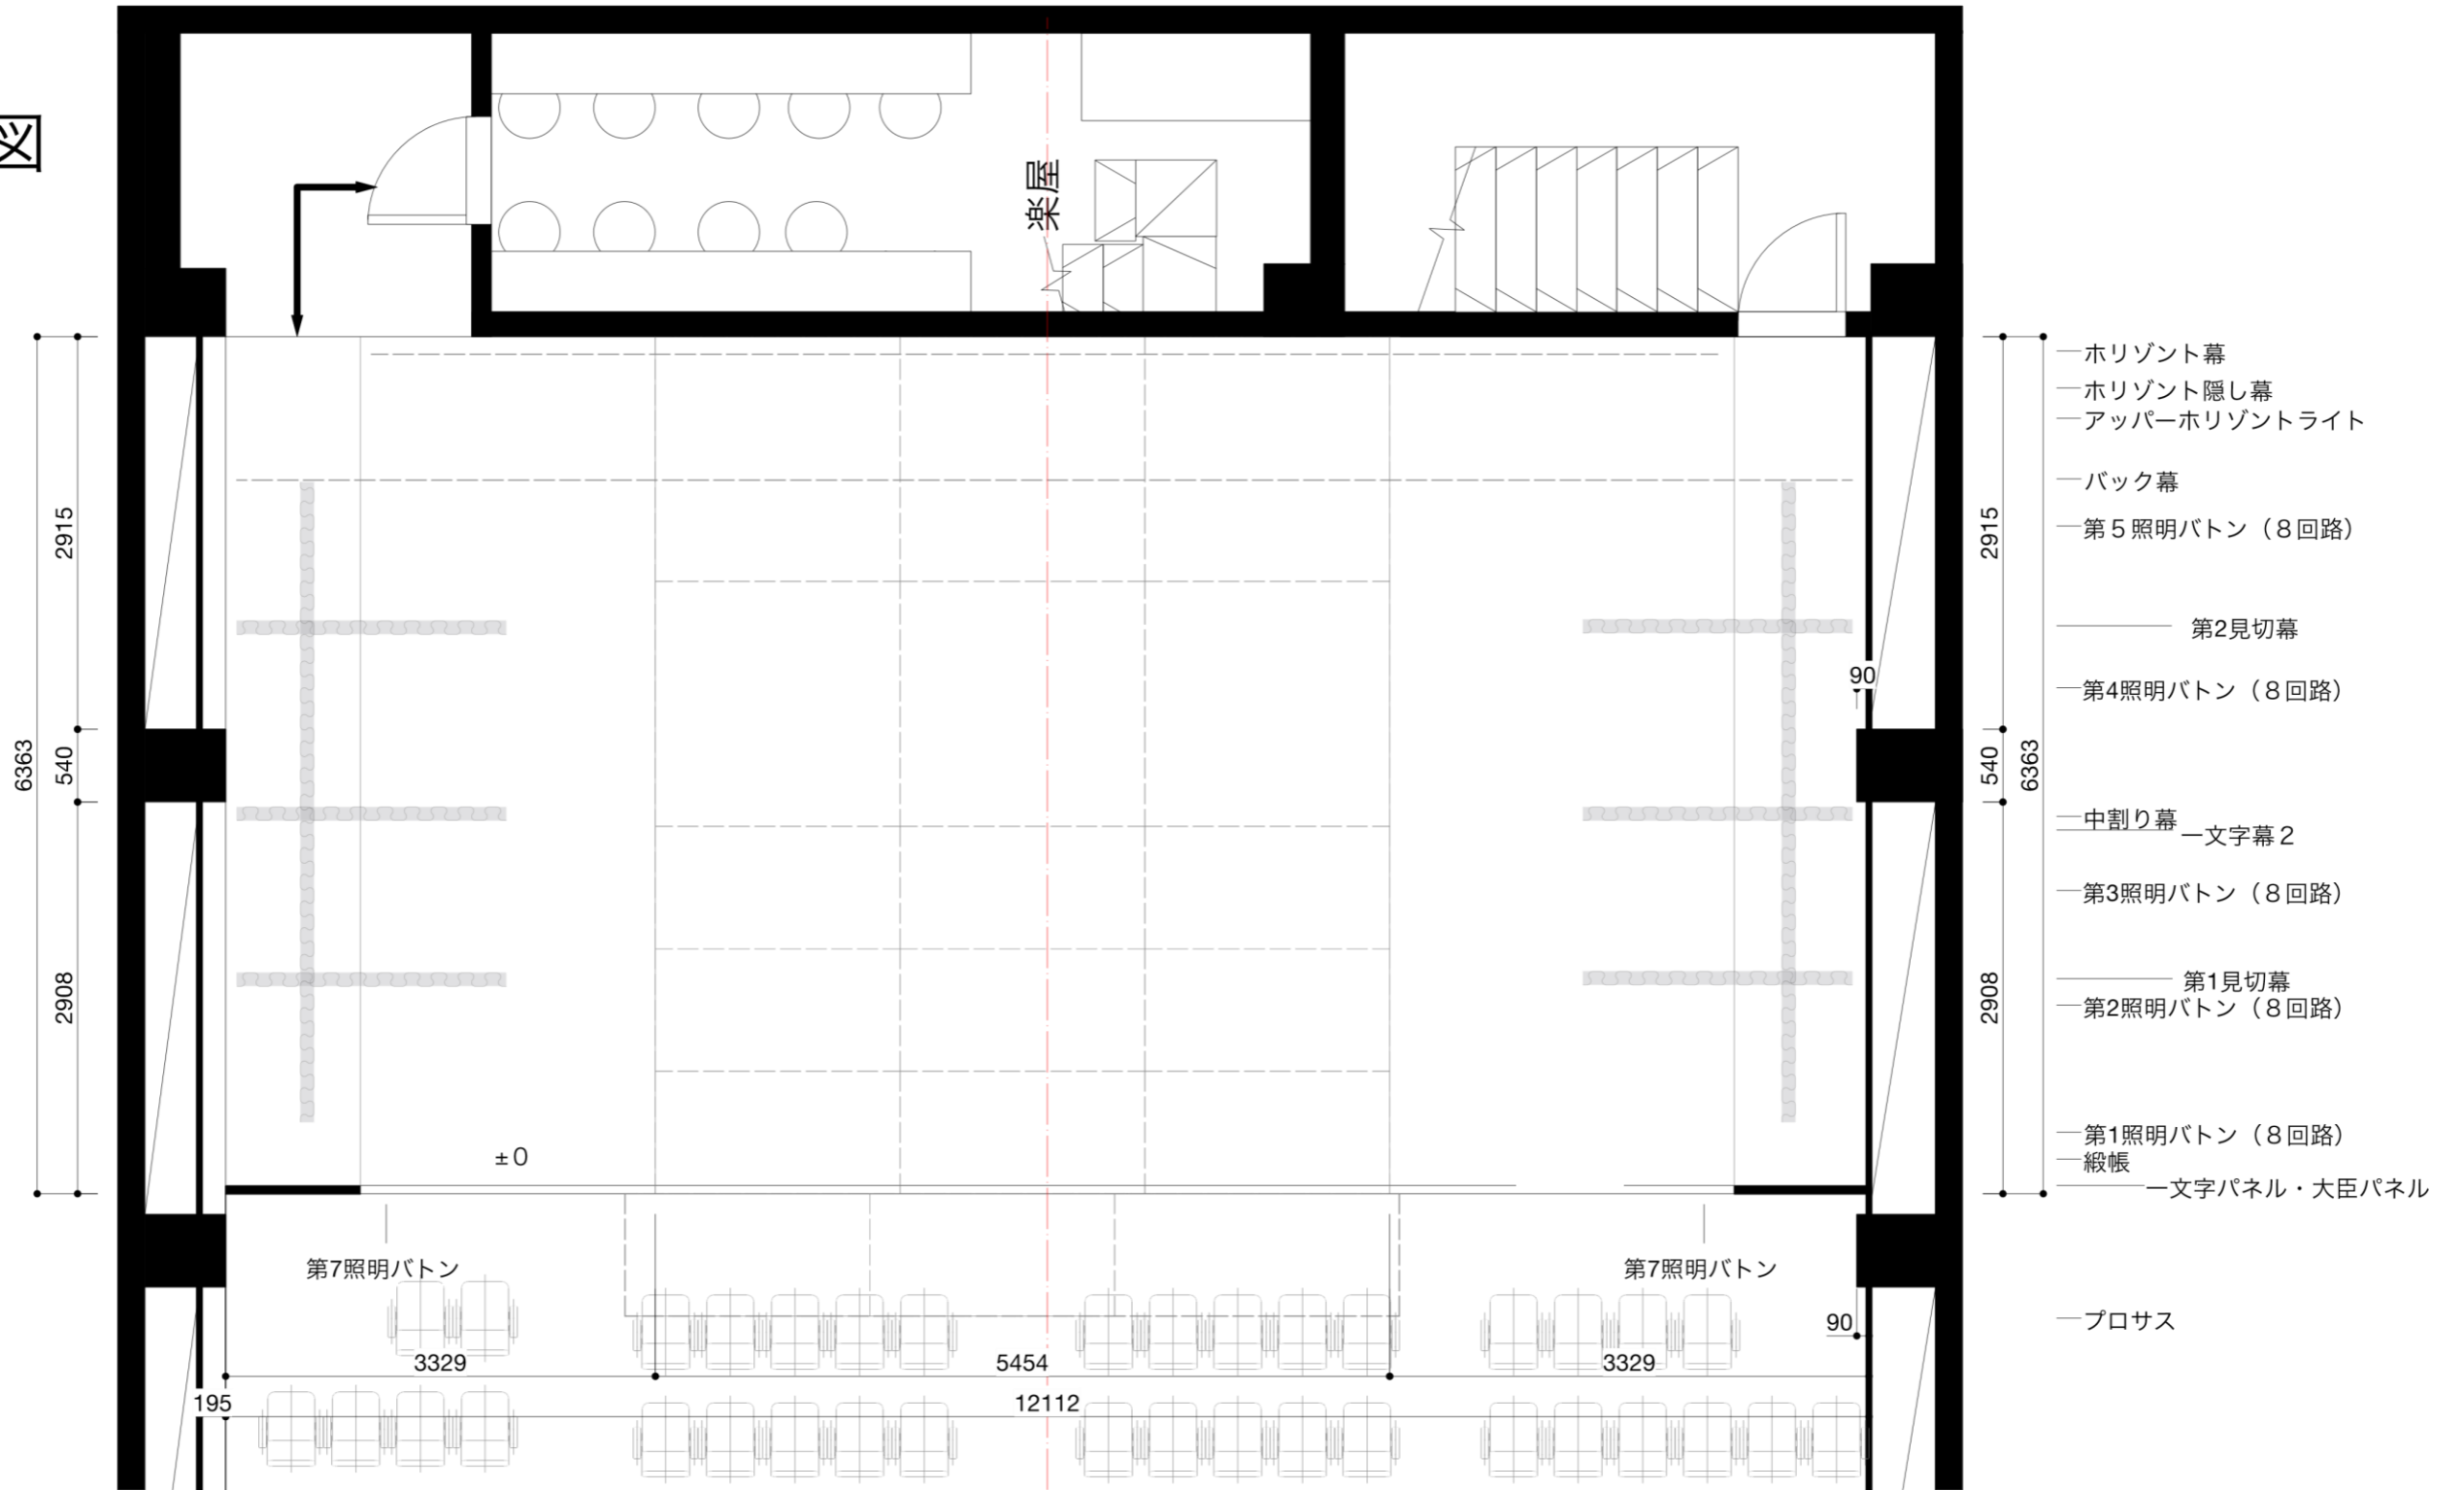 図
楽屋
ホリゾント幕
ホリゾント隠し幕
アッパーホリゾントライト
バック幕
第５照明バトン（８回路）
第2見切幕
第4照明バトン（８回路）
中割り幕
一文字幕２
第3照明バトン（８回路）
第1見切幕
第2照明バトン（８回路）
第1照明バトン（８回路）
緞帳
一文字パネル・大臣パネル
プロサス
2915
540
2908
6363
2915
540
2908
6363
90
±０
第7照明バトン
第7照明バトン
90
3329
5454
3329
195
12112